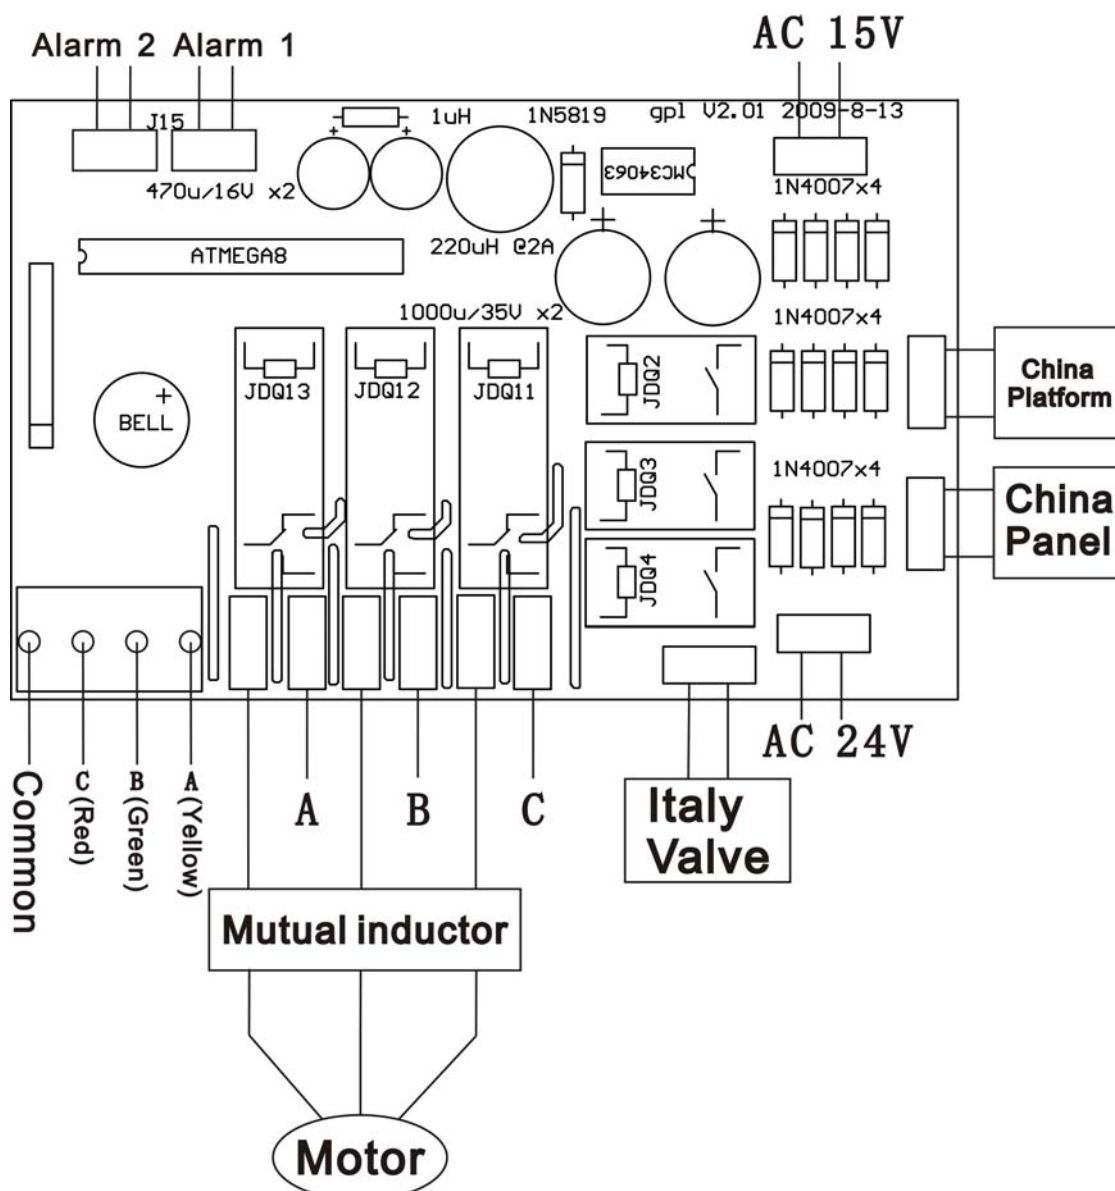 Alarm 2 Alarm 1
AC 15V
J15
1uH
1N5819
gpl V2.01 2009-8-13
MC34063
470u/16V x2
1N4007x4
ATMEGA8
220uH @2A
1000u/35V x2
1N4007x4
JDQ13
JDQ12
JDQ11
JDQ2
China
Platform
BELL
JDQ3
1N4007x4
China
Panel
JDQ4
AC 24V
Common
C (Red)
B (Green)
A (Yellow)
A
B
C
Italy
Valve
Mutual inductor
Motor